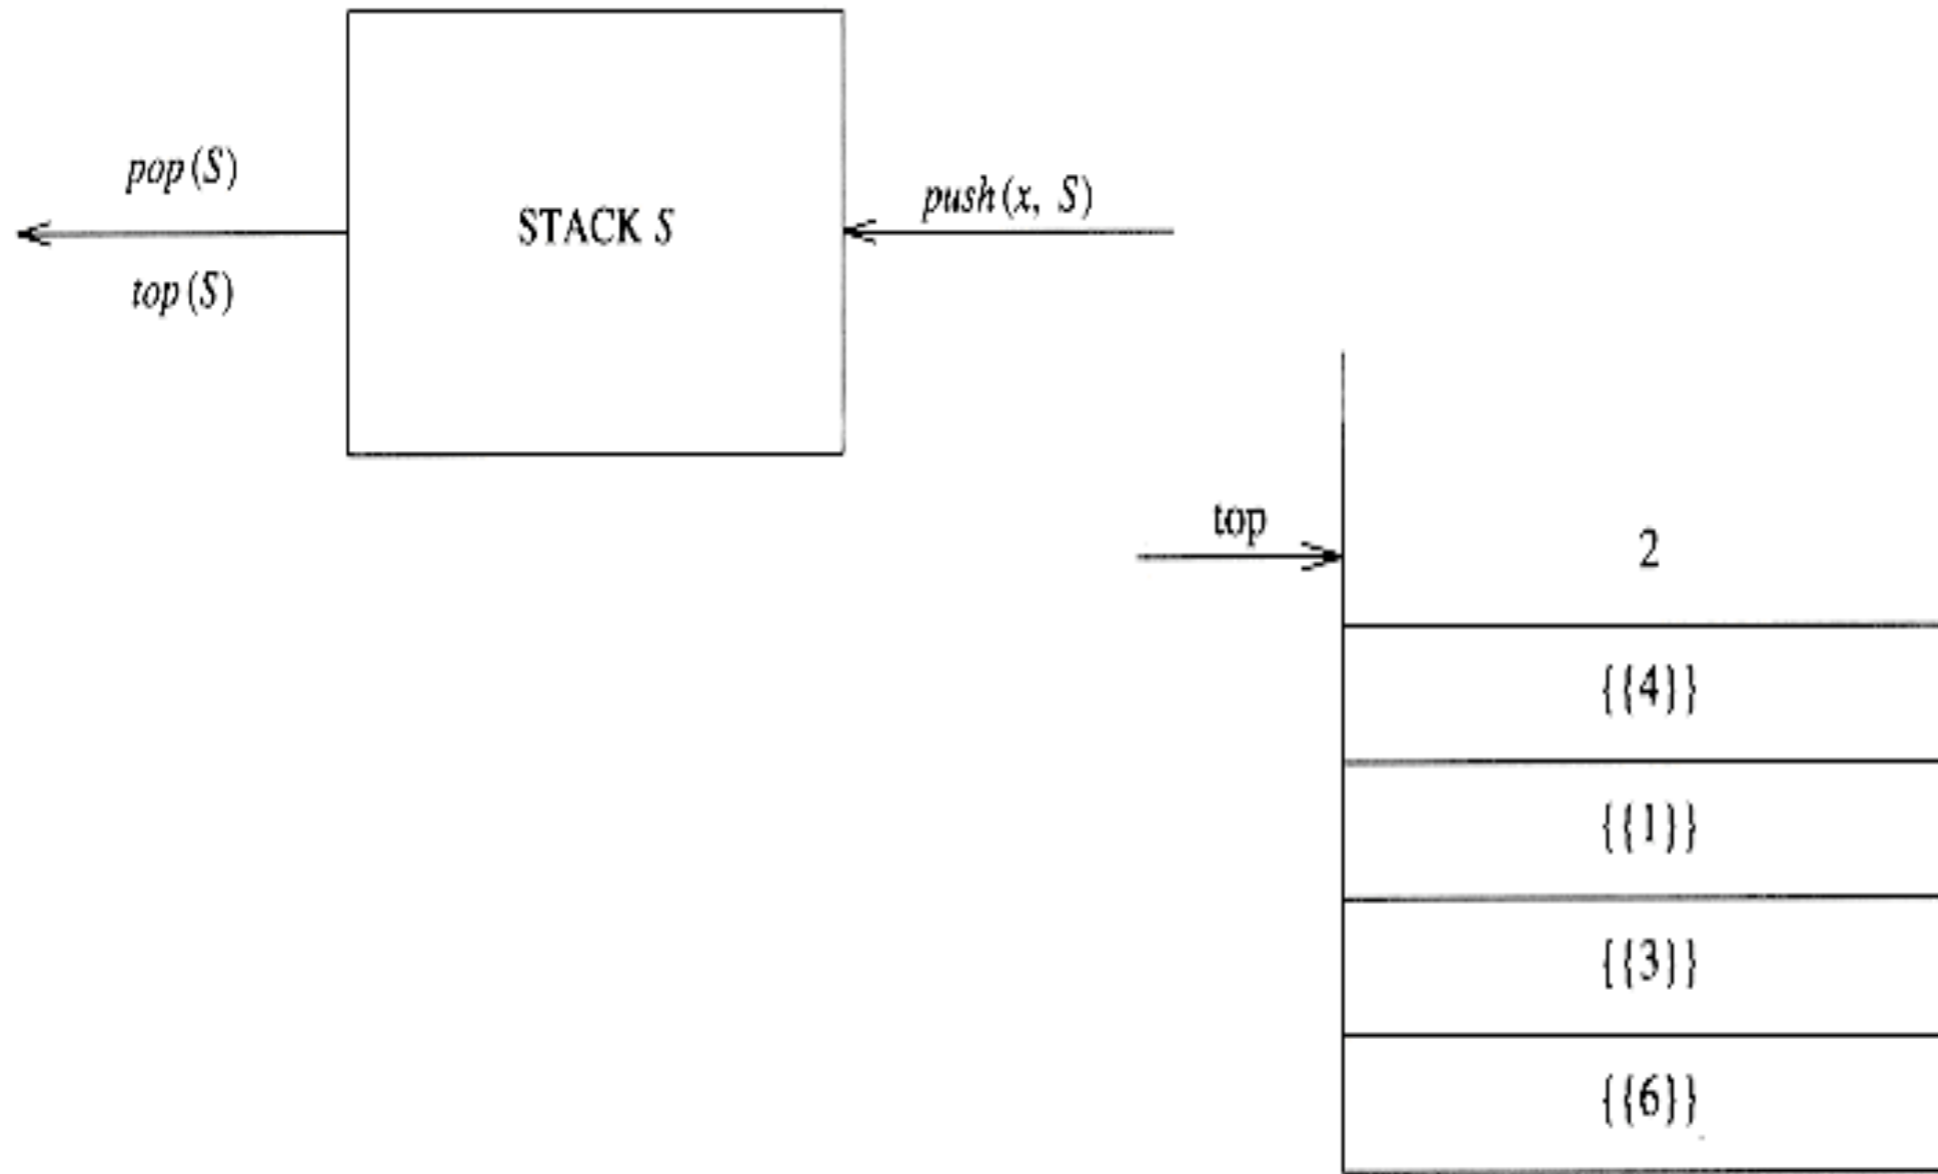 pop (S)
top (S)
STACK S
push (x, S)
top
2
{{4}}
{{1}}
{{3}}
{{6}}